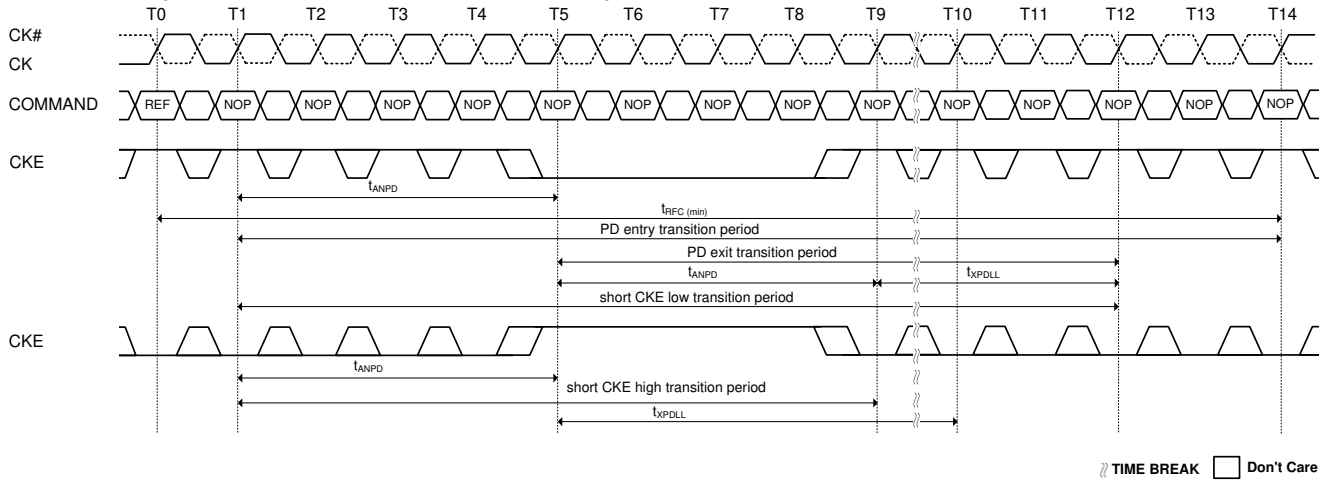 T0 T1 T2 T3 T4 T5 T6 T7 T8 T9 T10 T11 T12 T13 T14
CK#
CK
COMMAND REF NOP NOP NOP NOP NOP NOP NOP NOP NOP NOP NOP NOP NOP NOP
CKE
tANPD
tRFC (min)
PD entry transition period
PD exit transition period
tANPD tXPDLL
short CKE low transition period
CKE
tANPD
short CKE high transition period
tXPDLL
TIME BREAK Don't Care